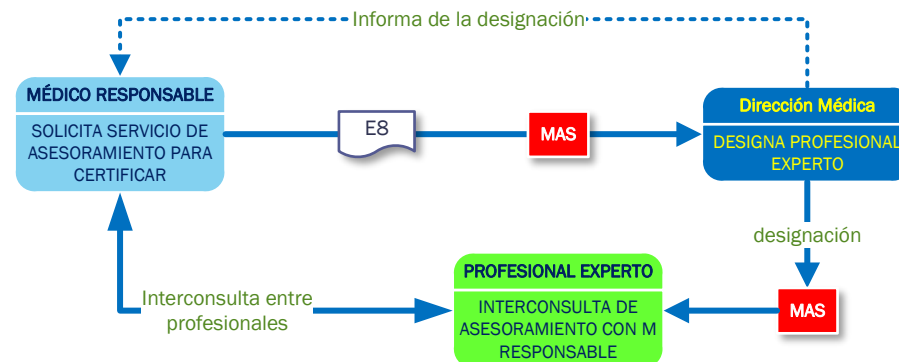 Informa de la designación
MÉDICO RESPONSABLE
SOLICITA SERVICIO DE
ASESORAMIENTO PARA
CERTIFICAR
E8
MAS
Dirección Médica
DESIGNA PROFESIONAL
EXPERTO
designación
MAS
PROFESIONAL EXPERTO
INTERCONSULTA DE
ASESORAMIENTO CON M
RESPONSABLE
Interconsulta entre
profesionales